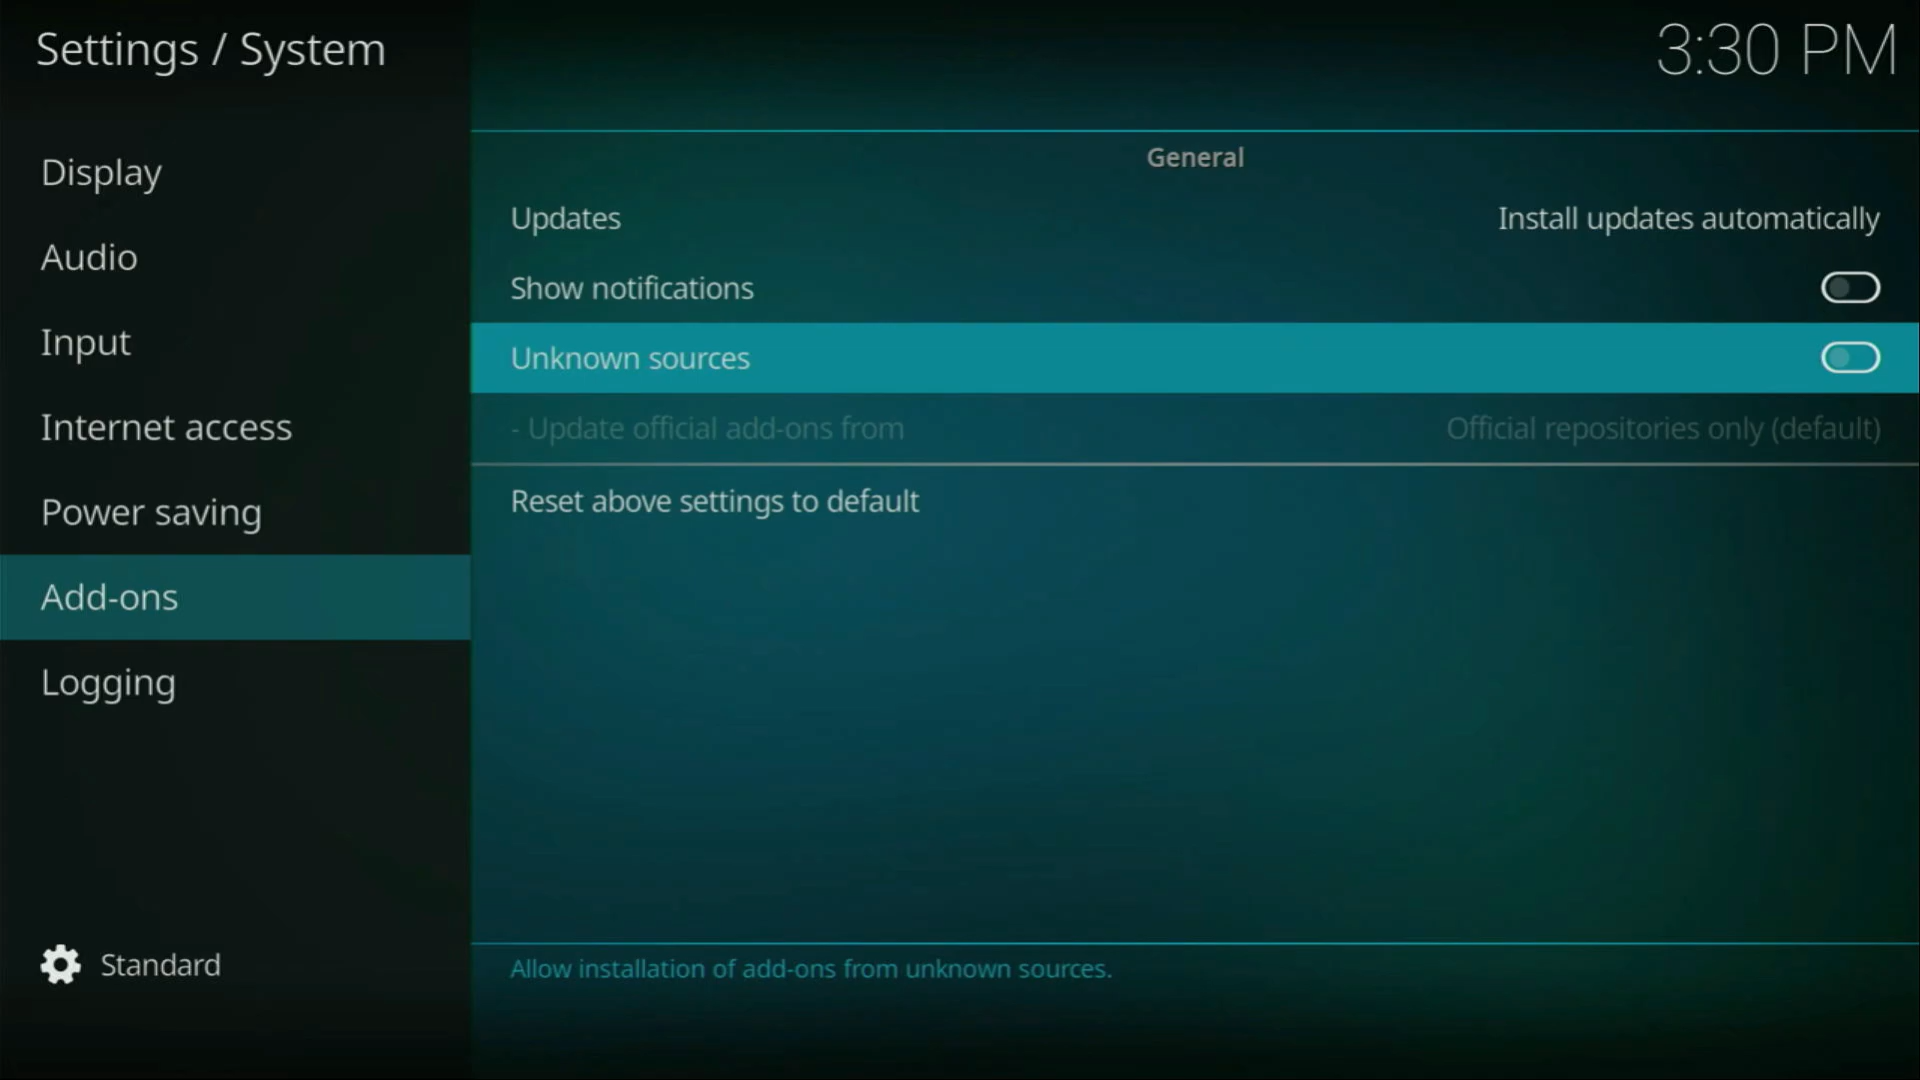 Settings / System
3:30 PM
Display
Audio
Input
Internet access
Power saving
Add-ons
Logging
Standard
General
Updates
Install updates automatically
Show notifications
Unknown sources
- Update official add-ons from
Official repositories only (default)
Reset above settings to default
Allow installation of add-ons from unknown sources.